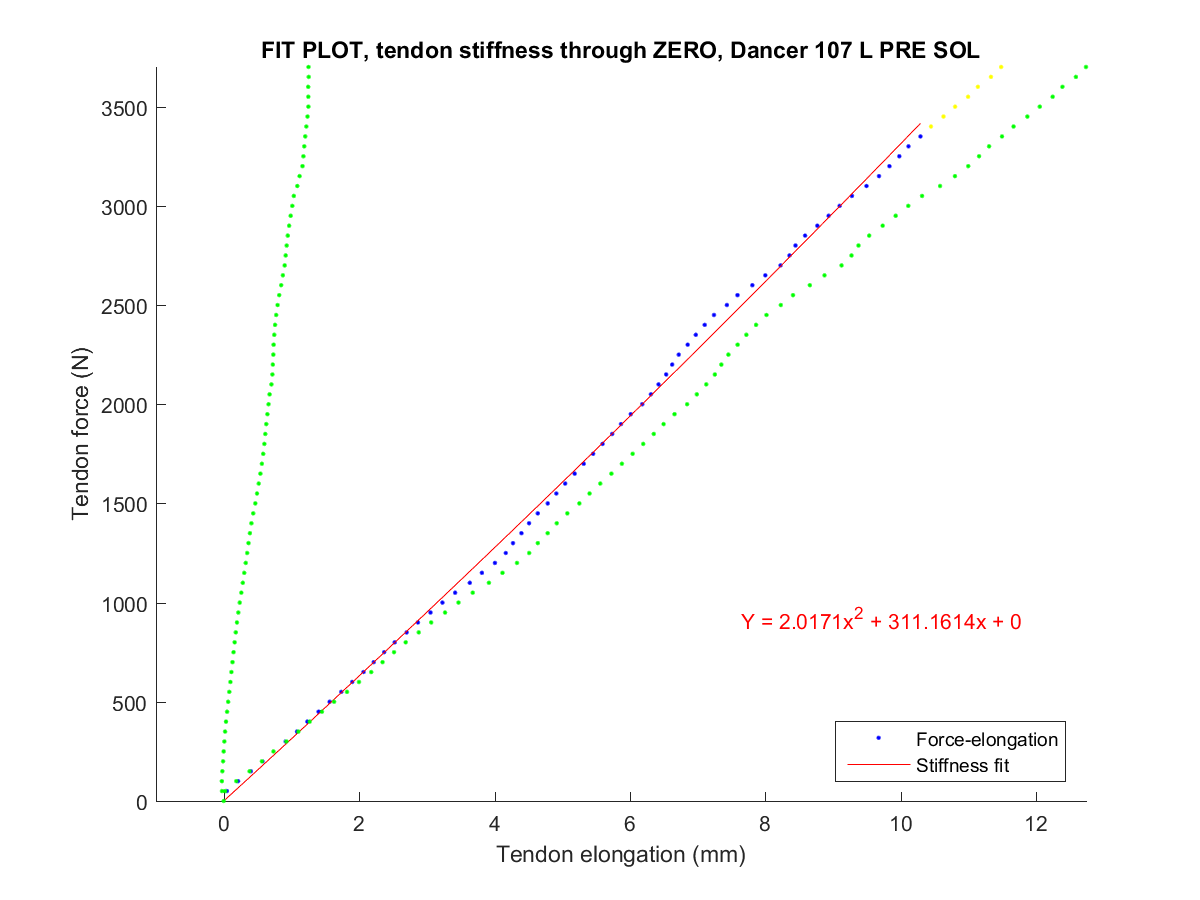 FIT PLOT, tendon stiffness through ZERO, Dancer 107 L PRE SOL
Tendon force (N)
3500
3000
2500
2000
1500
1000
500
0
Y = 2.0171x² + 311.1614x + 0
Force-elongation
Stiffness fit
0 2 4 6 8 10 12
Tendon elongation (mm)